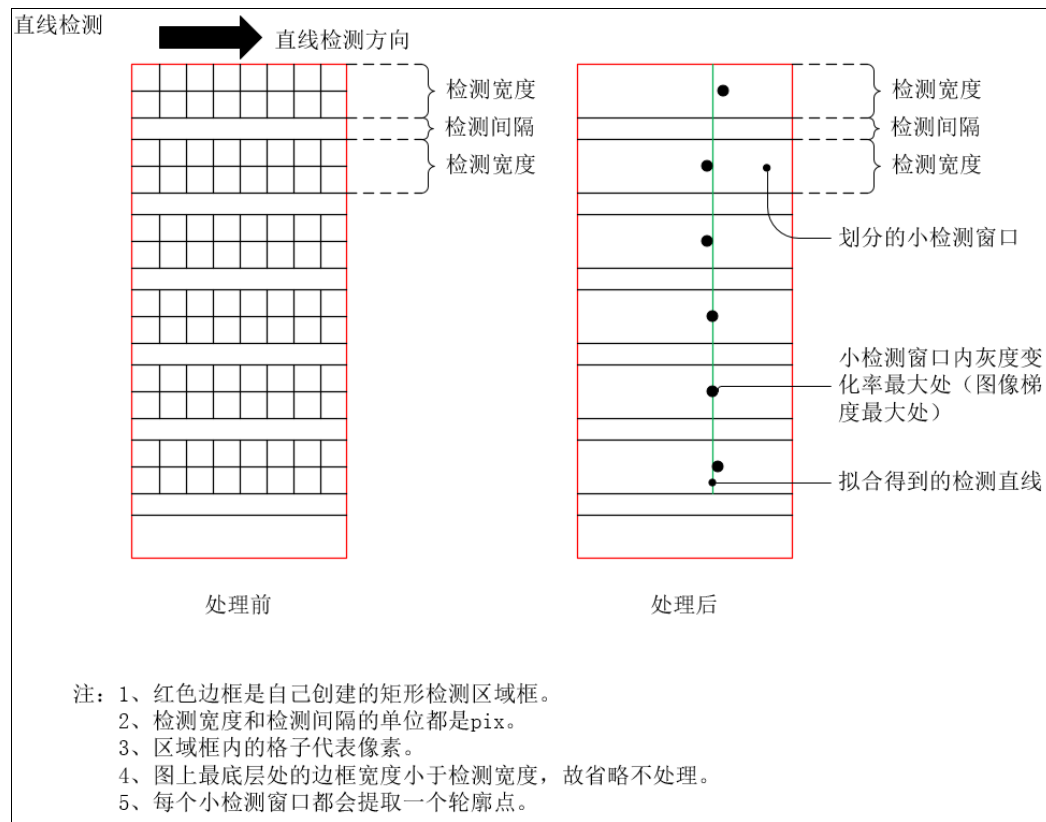 直线检测
直线检测方向
检测宽度
检测间隔
检测宽度
检测宽度
检测间隔
检测宽度
划分的小检测窗口
小检测窗口内灰度变
化率最大处（图像梯
度最大处）
拟合得到的检测直线
处理前
处理后
注：1、红色边框是自己创建的矩形检测区域框。
2、检测宽度和检测间隔的单位都是pix。
3、区域框内的格子代表像素。
4、图上最底层处的边框宽度小于检测宽度，故省略不处理。
5、每个小检测窗口都会提取一个轮廓点。